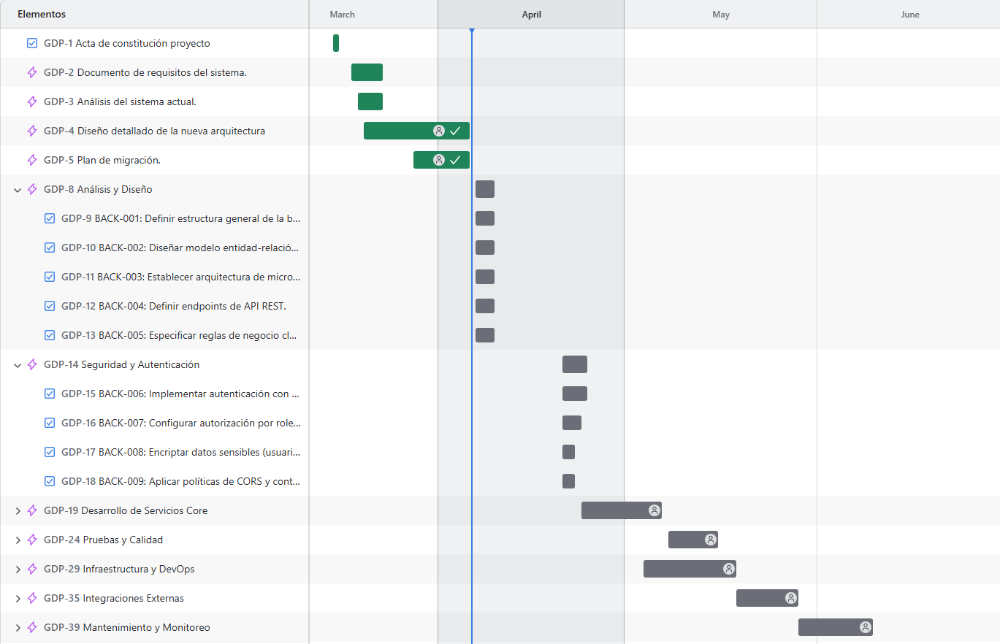 Elementos
March
April
May
June
GDP-1 Acta de constitución proyecto
GDP-2 Documento de requisitos del sistema.
GDP-3 Análisis del sistema actual.
GDP-4 Diseño detallado de la nueva arquitectura
GDP-5 Plan de migración.
GDP-8 Análisis y Diseño
GDP-9 BACK-001: Definir estructura general de la b...
GDP-10 BACK-002: Diseñar modelo entidad-relació...
GDP-11 BACK-003: Establecer arquitectura de micro...
GDP-12 BACK-004: Definir endpoints de API REST.
GDP-13 BACK-005: Especificar reglas de negocio cl...
GDP-14 Seguridad y Autenticación
GDP-15 BACK-006: Implementar autenticación con ...
GDP-16 BACK-007: Configurar autorización por role...
GDP-17 BACK-008: Encriptar datos sensibles (usuari...
GDP-18 BACK-009: Aplicar políticas de CORS y cont...
GDP-19 Desarrollo de Servicios Core
GDP-24 Pruebas y Calidad
GDP-29 Infraestructura y DevOps
GDP-35 Integraciones Externas
GDP-39 Mantenimiento y Monitoreo